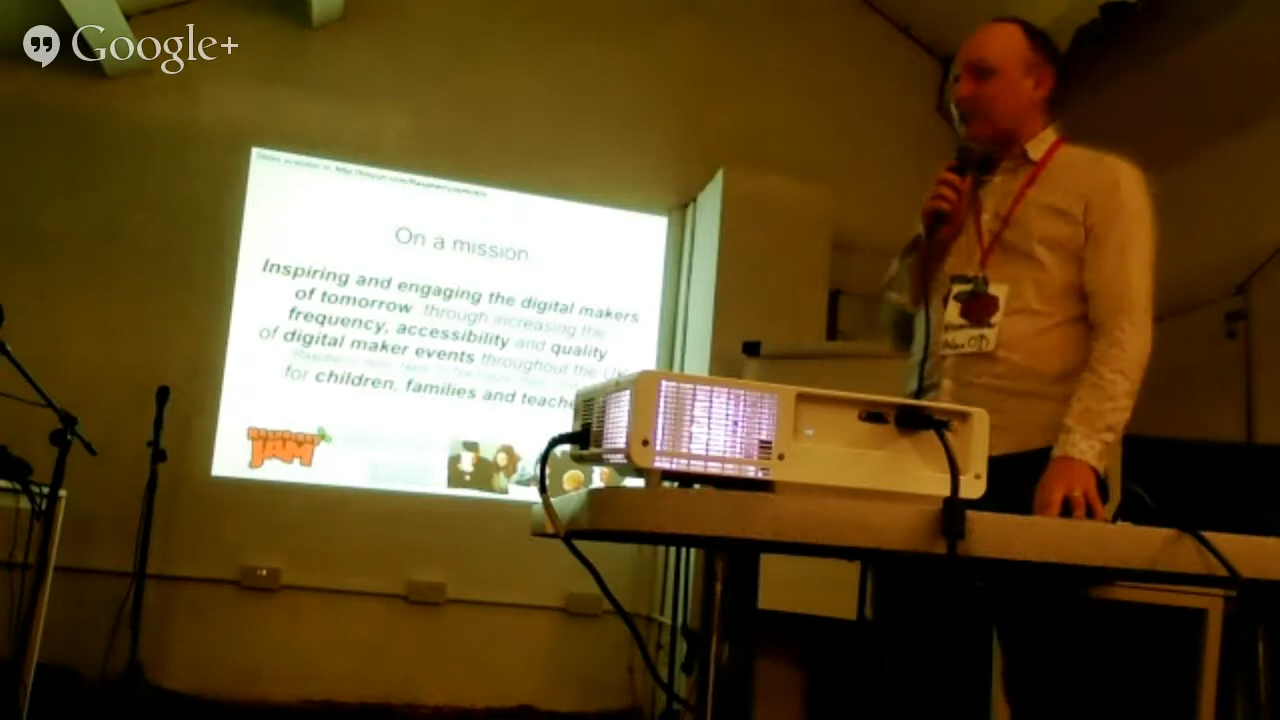 Google+
On a mission
Inspiring and engaging the digital makers
of tomorrow through increasing the
frequency, accessibility and quality
of digital maker events throughout the UK
for children, families and teache
JAM